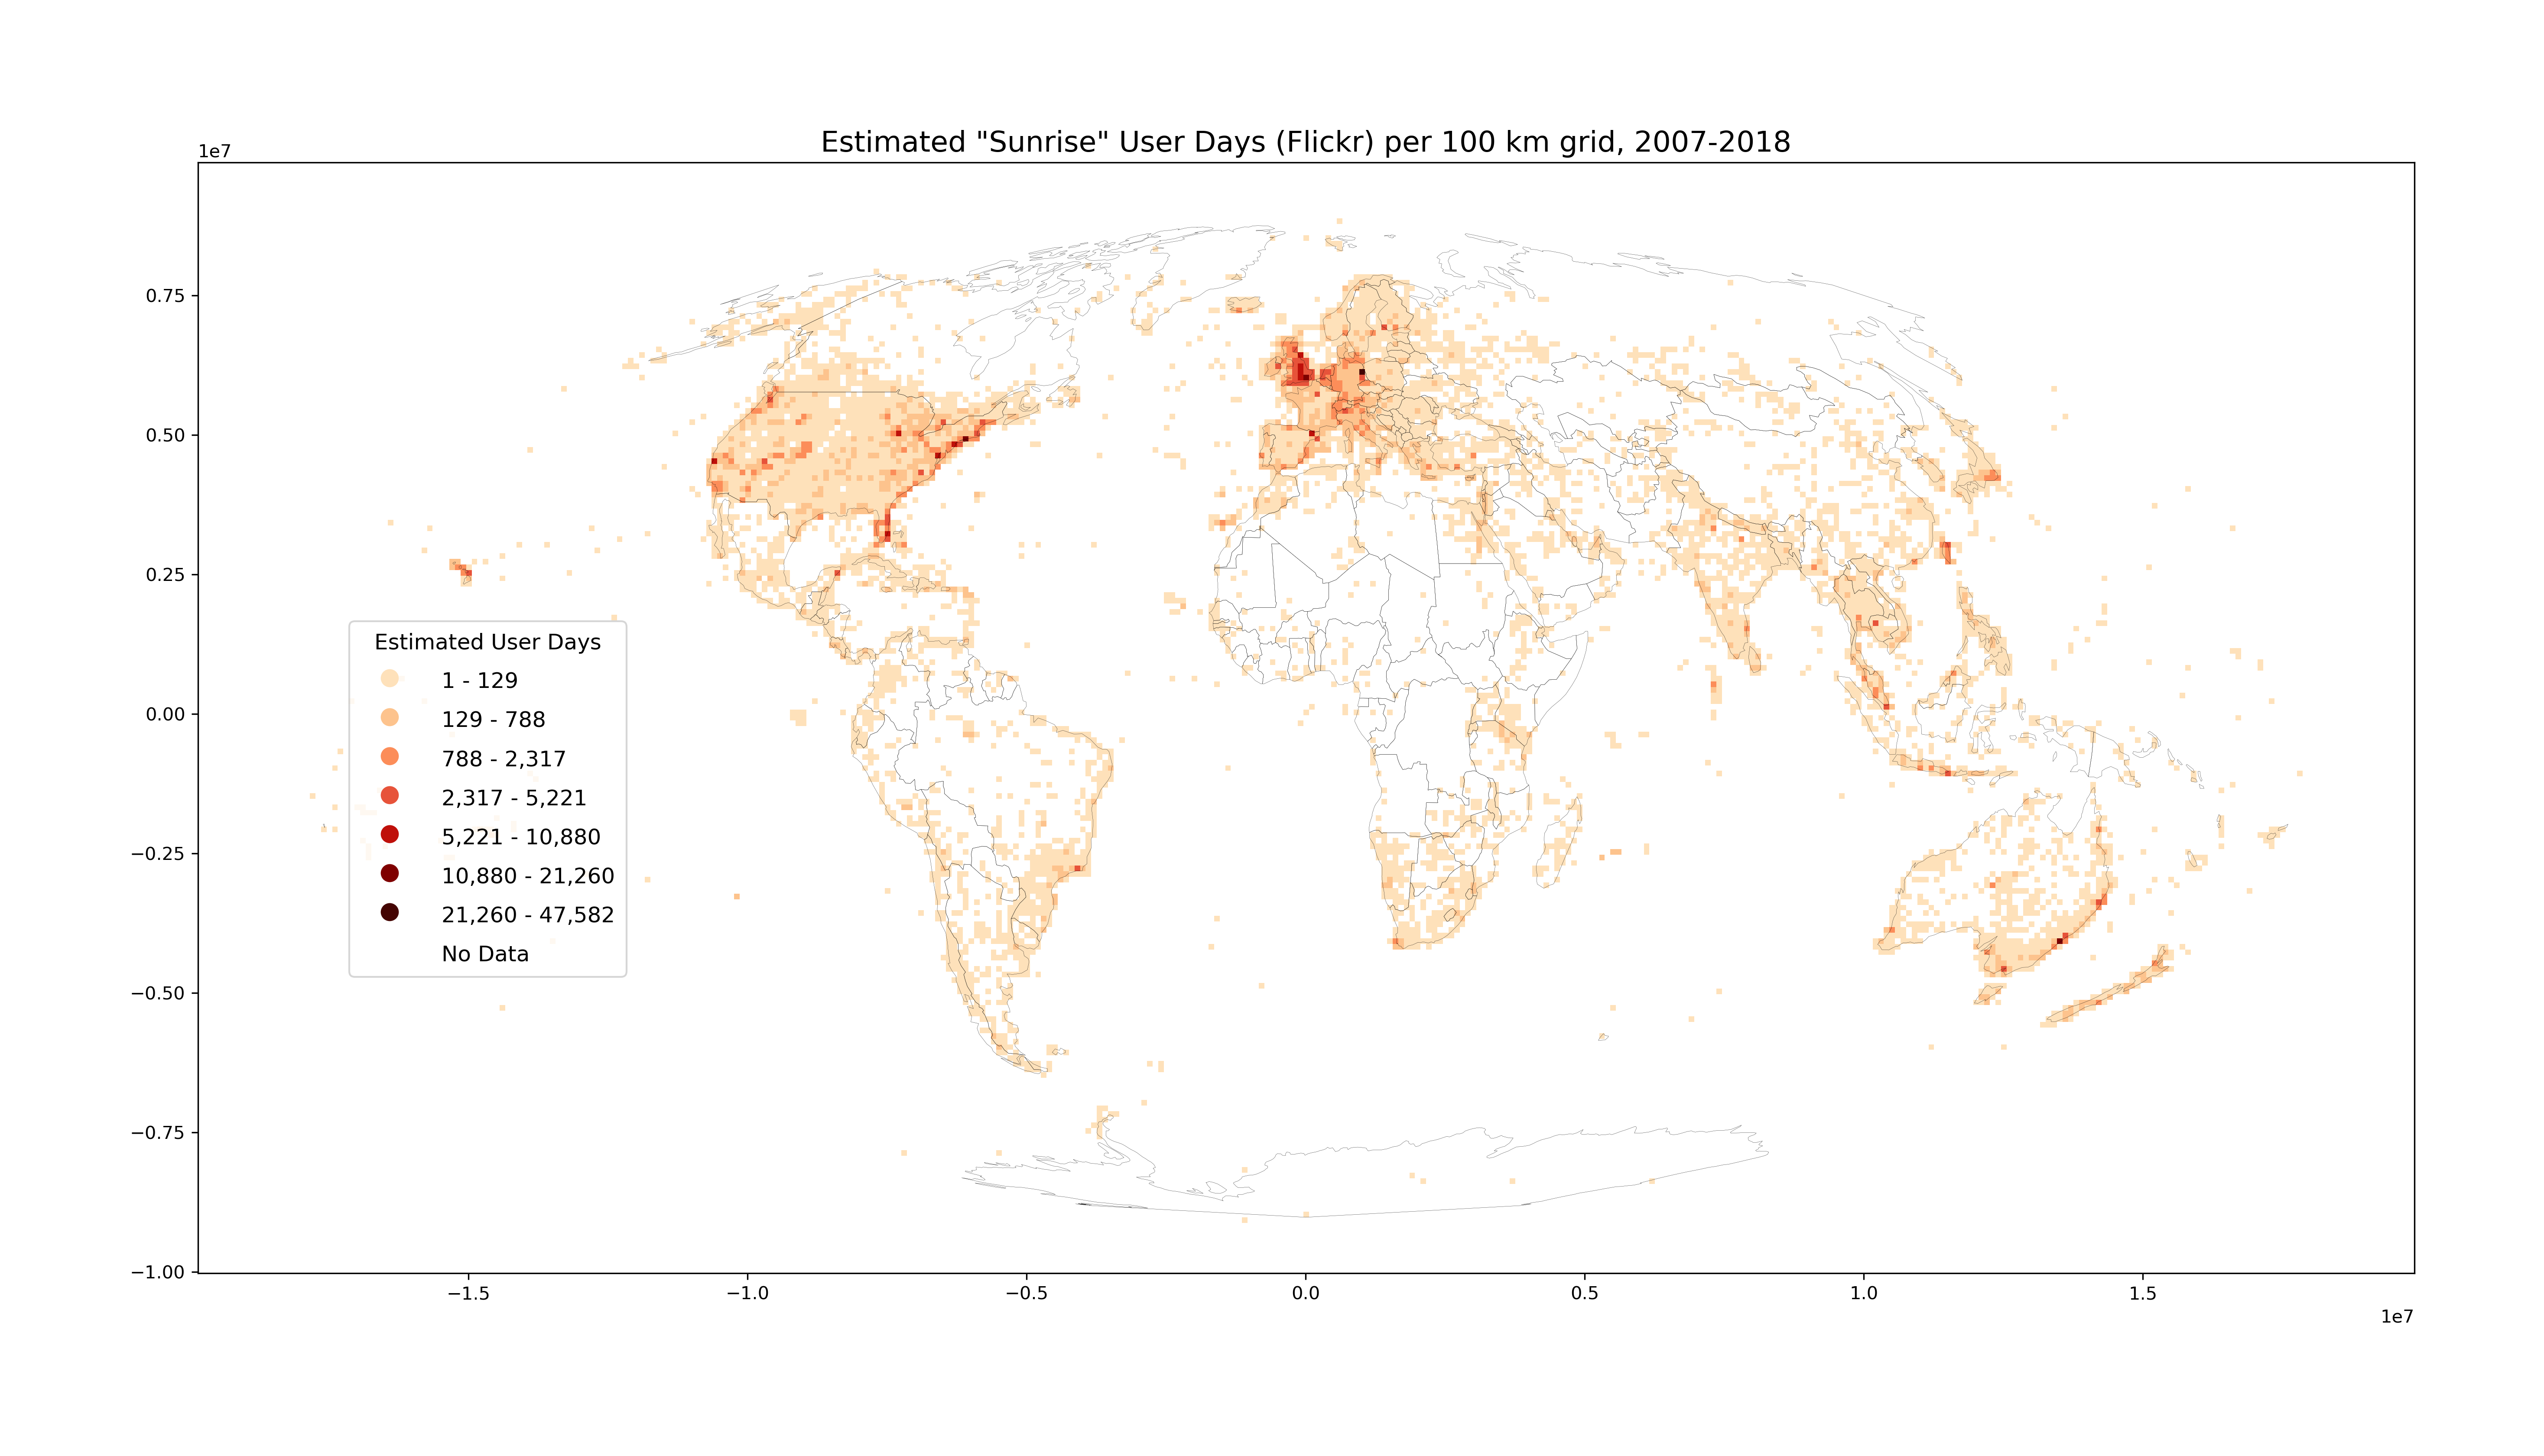 Estimated "Sunrise" User Days (Flickr) per 100 km grid, 2007-2018
1e7
0.75
0.50
0.25
0.00
−0.25
−0.50
−0.75
−1.00
Estimated User Days
1 - 129
129 - 788
788 - 2,317
2,317 - 5,221
5,221 - 10,880
10,880 - 21,260
21,260 - 47,582
No Data
−1.5 −1.0 −0.5 0.0 0.5 1.0 1.5
1e7